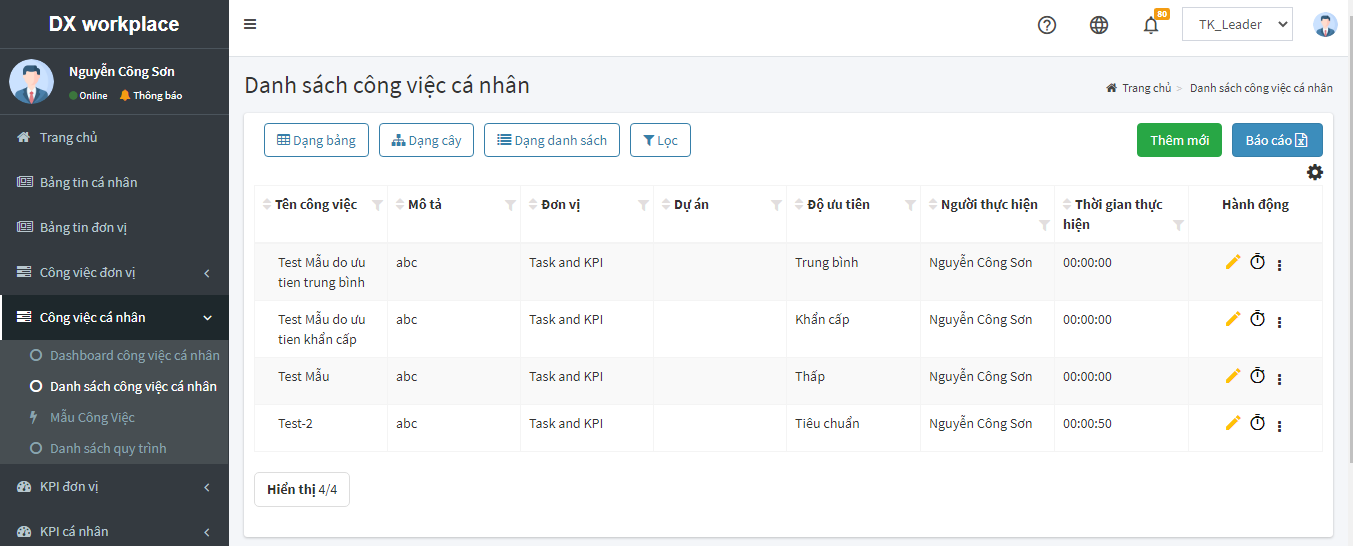 DX workplace
80
TK_Leader
Nguyễn Công Sơn
Online Thông báo
Trang chủ
Bảng tin cá nhân
Bảng tin đơn vị
Công việc đơn vị
Công việc cá nhân
Dashboard công việc cá nhân
Danh sách công việc cá nhân
Mẫu Công Việc
Danh sách quy trình
KPI đơn vị
KPI cá nhân
Danh sách công việc cá nhân
Trang chủ > Danh sách công việc cá nhân
Dạng bảng Dạng cây Dạng danh sách Lọc Thêm mới Báo cáo
Tên công việc Mô tả Đơn vị Dự án Độ ưu tiên Người thực hiện Thời gian thực Hành động
hiện
Test Mẫu do ưu abc Task and KPI Trung bình Nguyễn Công Sơn 00:00:00
tien trung bình
Test Mẫu do ưu abc Task and KPI Khẩn cấp Nguyễn Công Sơn 00:00:00
tien khẩn cấp
Test Mẫu abc Task and KPI Thấp Nguyễn Công Sơn 00:00:00
Test-2 abc Task and KPI Tiêu chuẩn Nguyễn Công Sơn 00:00:50
Hiển thị 4/4